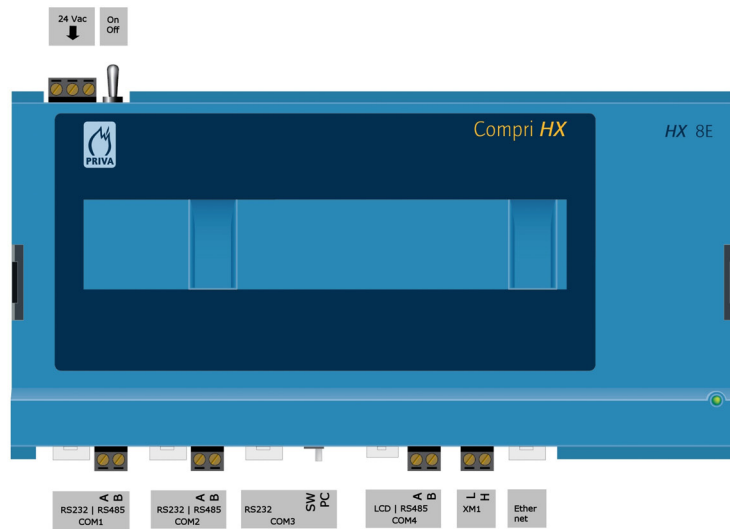 24 Vac
On
Off
PRIVA
Compri HX
HX 8E
A
B
RS232 | RS485
COM1
A
B
RS232 | RS485
COM2
RS232
COM3
SW
PC
A
B
LCD | RS485
COM4
L
H
XM1
Ether
net